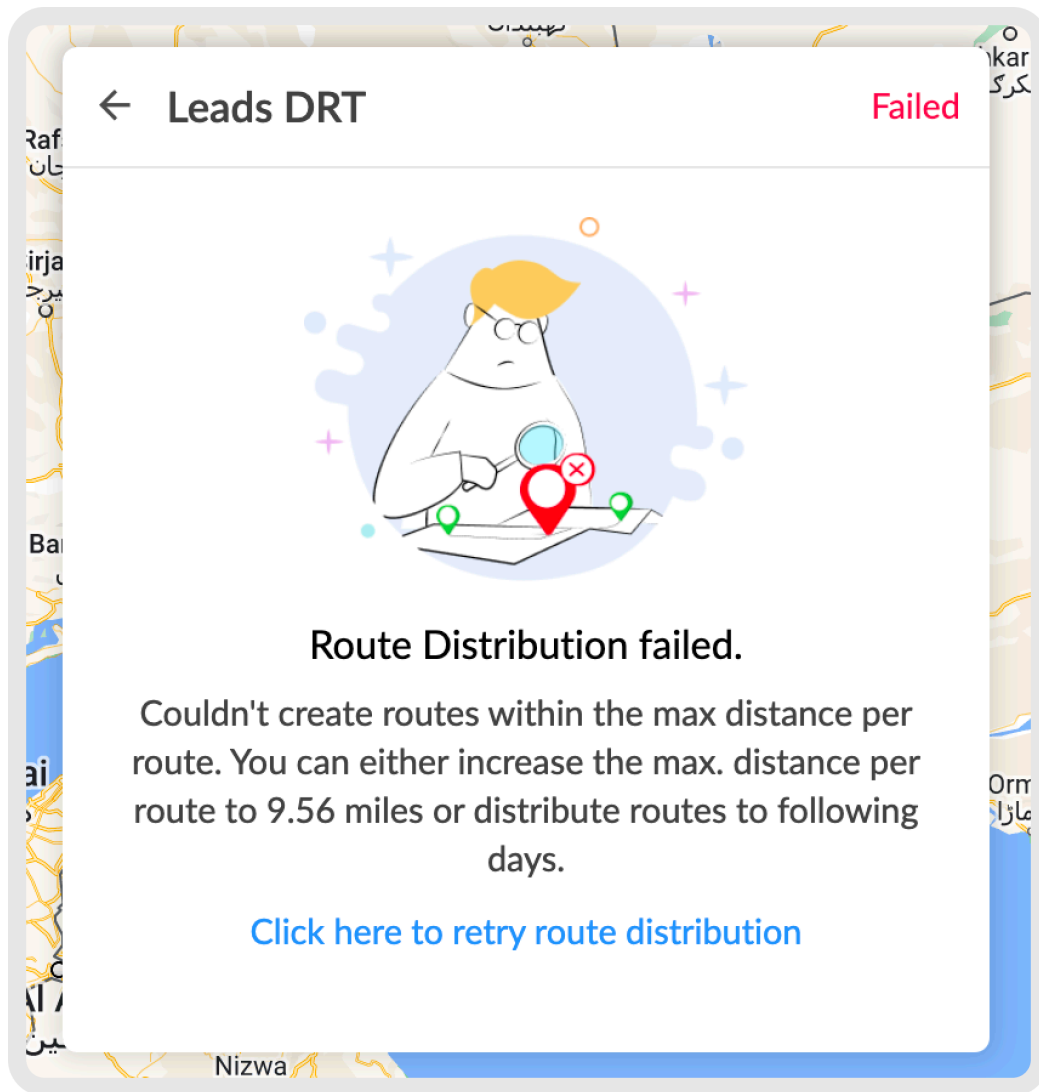 Leads DRT
Failed
Route Distribution failed.
Couldn't create routes within the max distance per
route. You can either increase the max. distance per
route to 9.56 miles or distribute routes to following
days.
Click here to retry route distribution
Nizwa